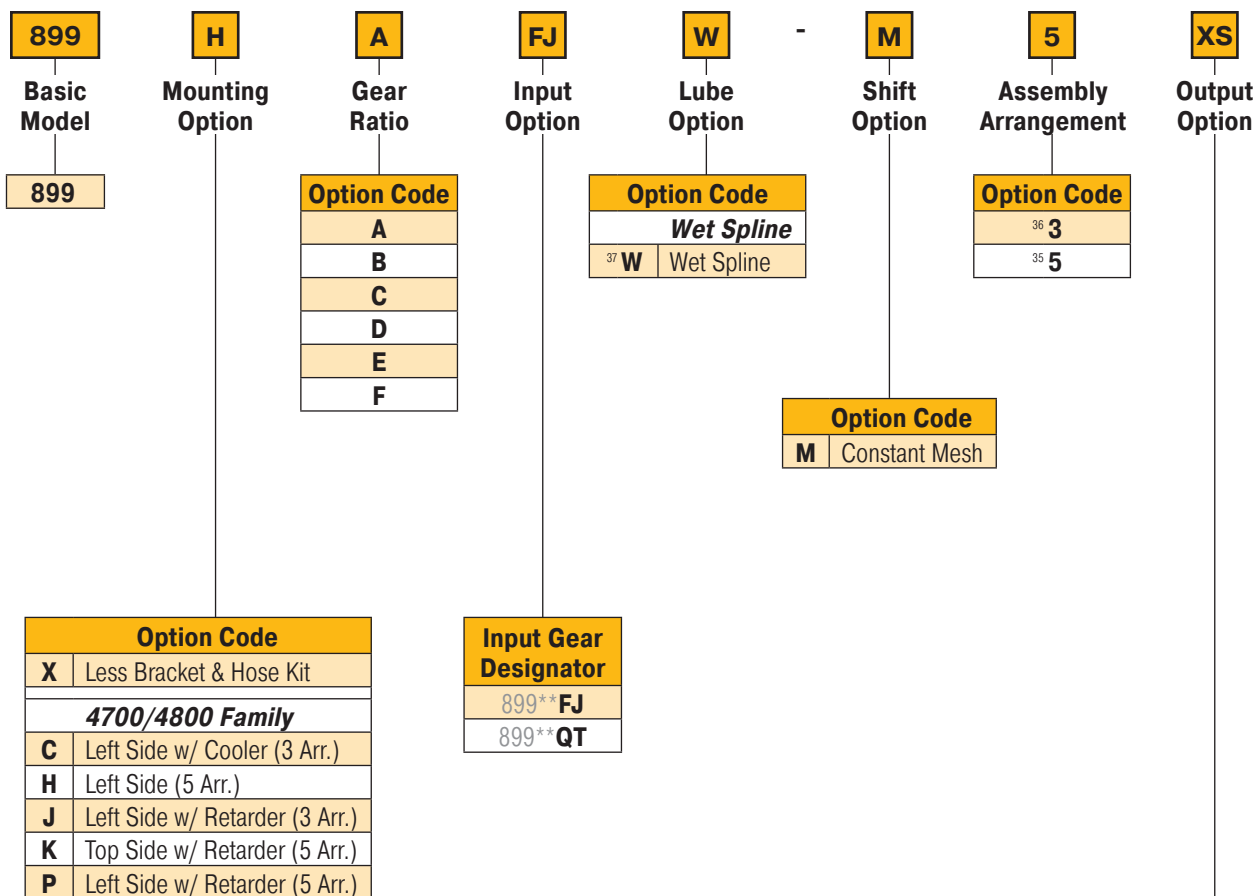 899 H A FJ W - M 5 XS
Basic Model
Mounting Option
Gear Ratio
Input Option
Lube Option
Shift Option
Assembly Arrangement
Output Option
899
Option Code
A
B
C
D
E
F
Option Code
Wet Spline
37 W Wet Spline
Option Code
36 3
35 5
Option Code
M Constant Mesh
Option Code
X Less Bracket & Hose Kit
4700/4800 Family
C Left Side w/ Cooler (3 Arr.)
H Left Side (5 Arr.)
J Left Side w/ Retarder (3 Arr.)
K Top Side w/ Retarder (5 Arr.)
P Left Side w/ Retarder (5 Arr.)
Input Gear
Designator
899**FJ
899**QT